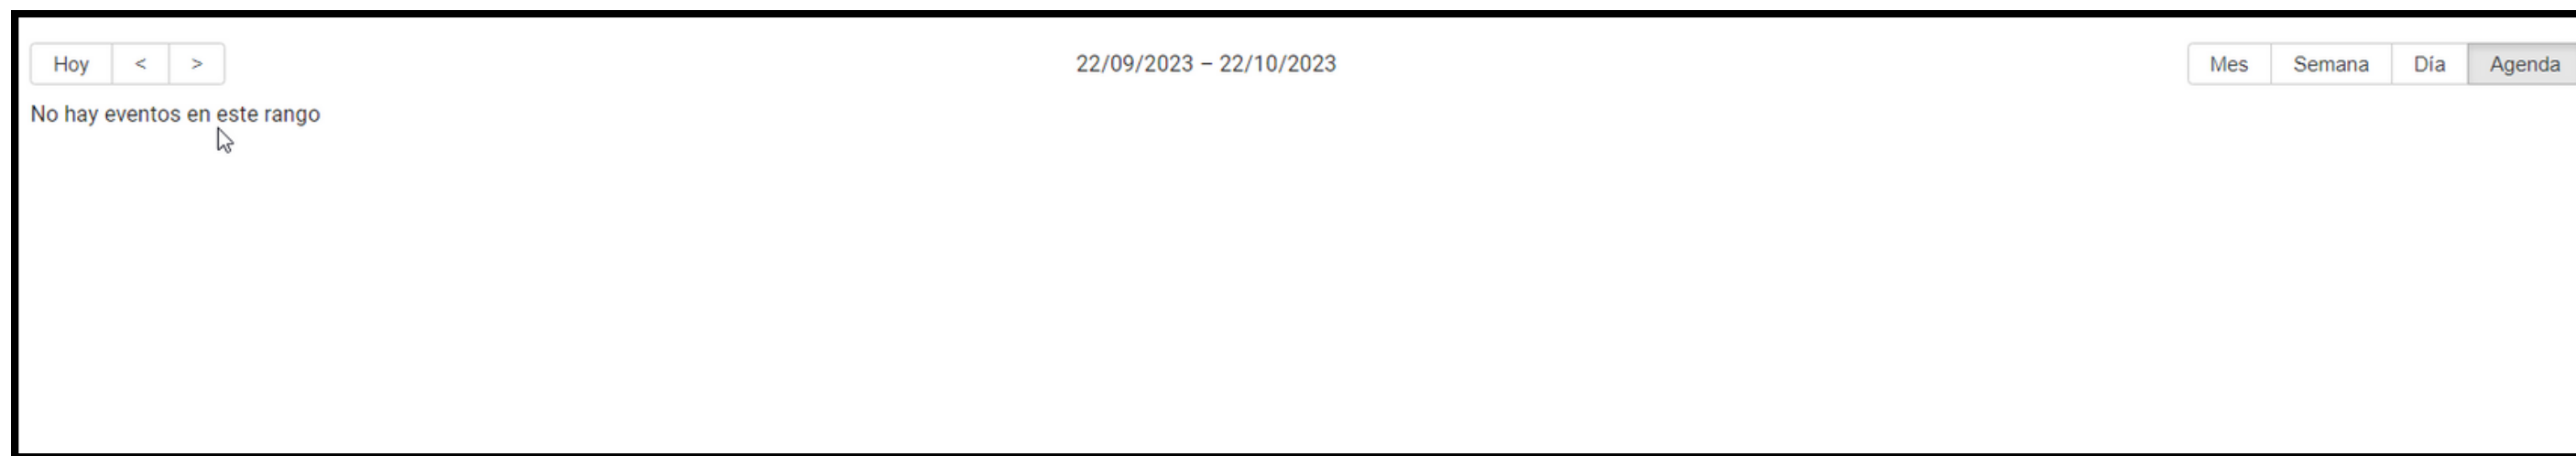 Hoy < > 22/09/2023 – 22/10/2023 Mes Semana Día Agenda
No hay eventos en este rango